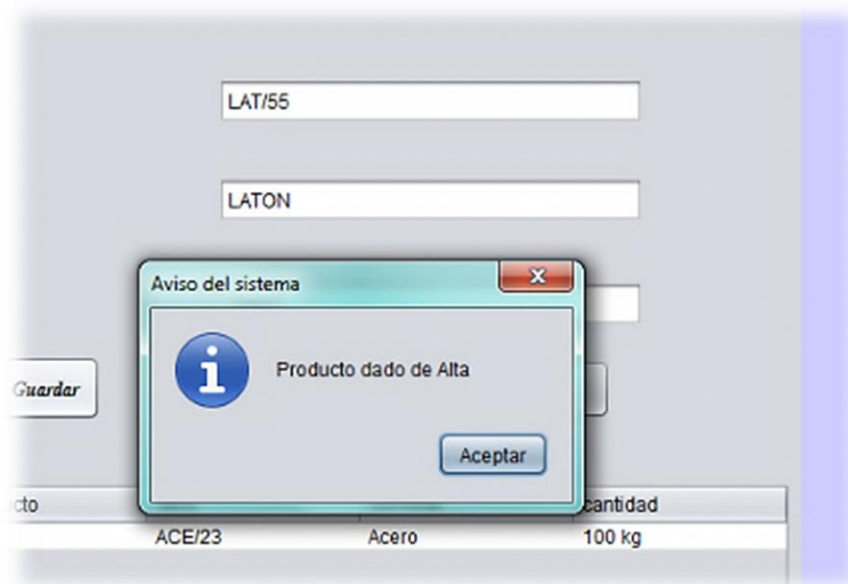 LAT/55
LATON
Aviso del sistema
Producto dado de Alta
Guardar
Aceptar
cto
cantidad
ACE/23 Acero 100 kg